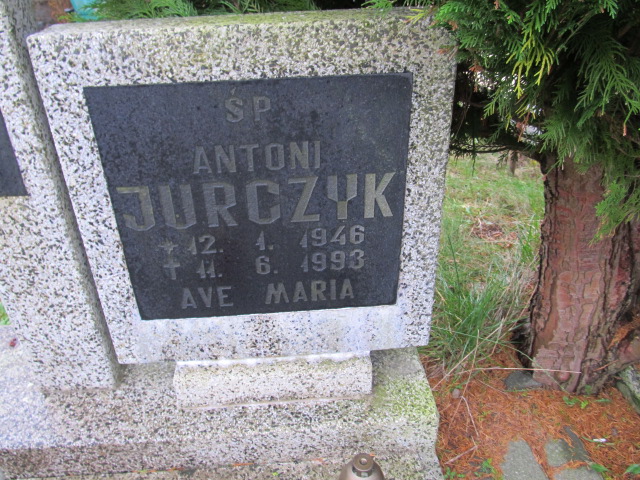 ŚP
ANTONI
JURCZYK
* 12. 1. 1946
† 11. 6. 1993
AVE MARIA